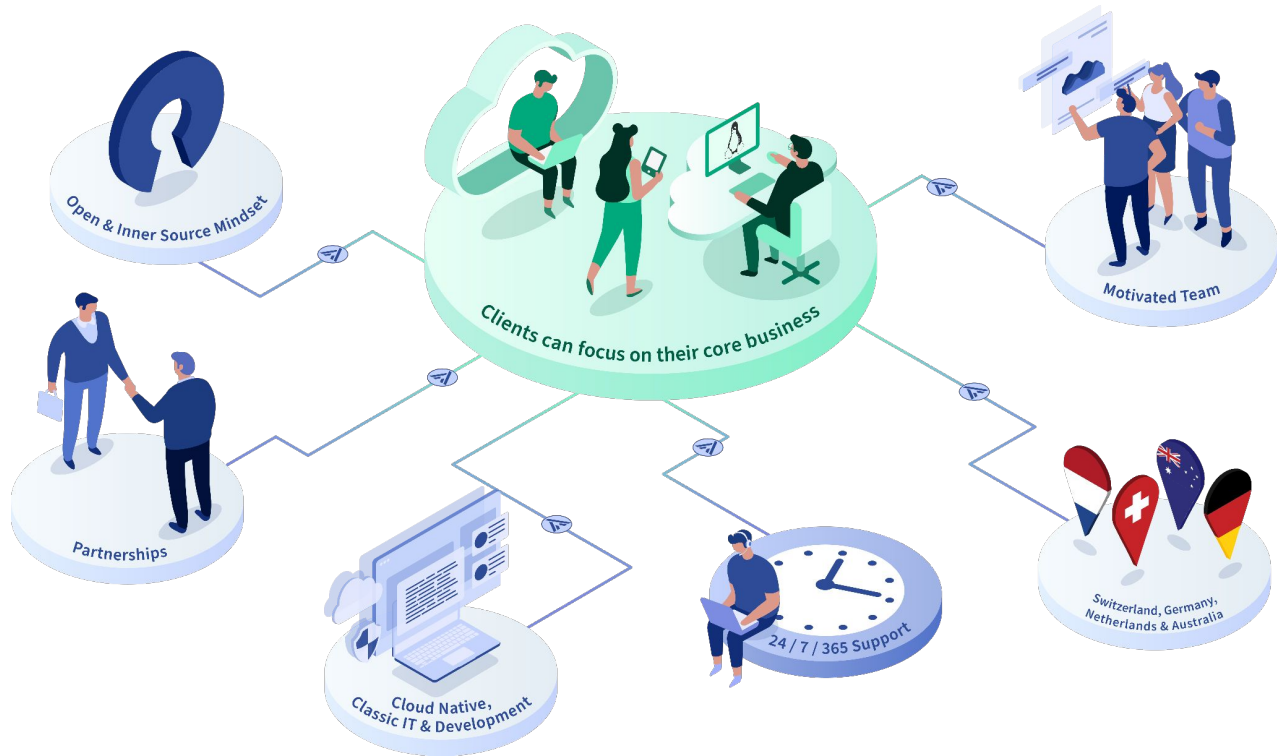 Open & Inner Source Mindset
Clients can focus on their core business
Motivated Team
Partnerships
Cloud Native,
Classic IT & Development
24 / 7 / 365 Support
Switzerland, Germany,
Netherlands & Australia